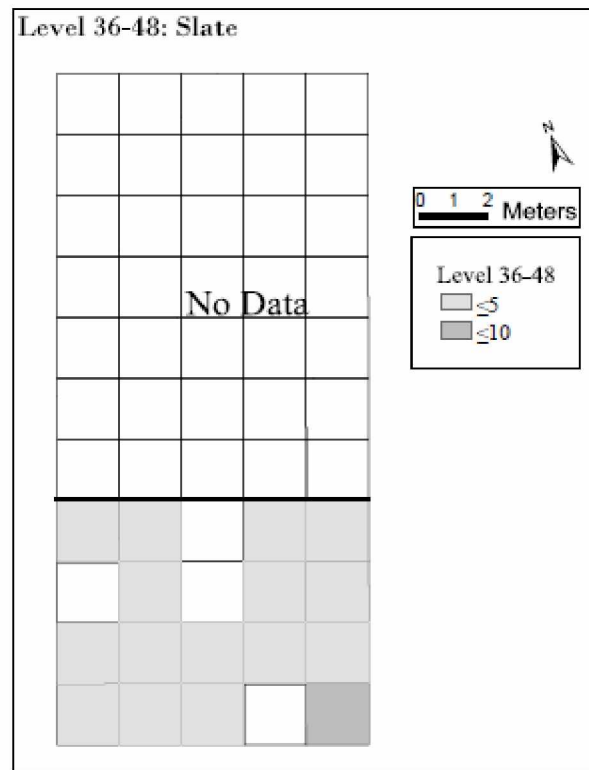 Level 36-48: Slate
N
0 1 2 Meters
Level 36-48
≤5
≤10
No Data